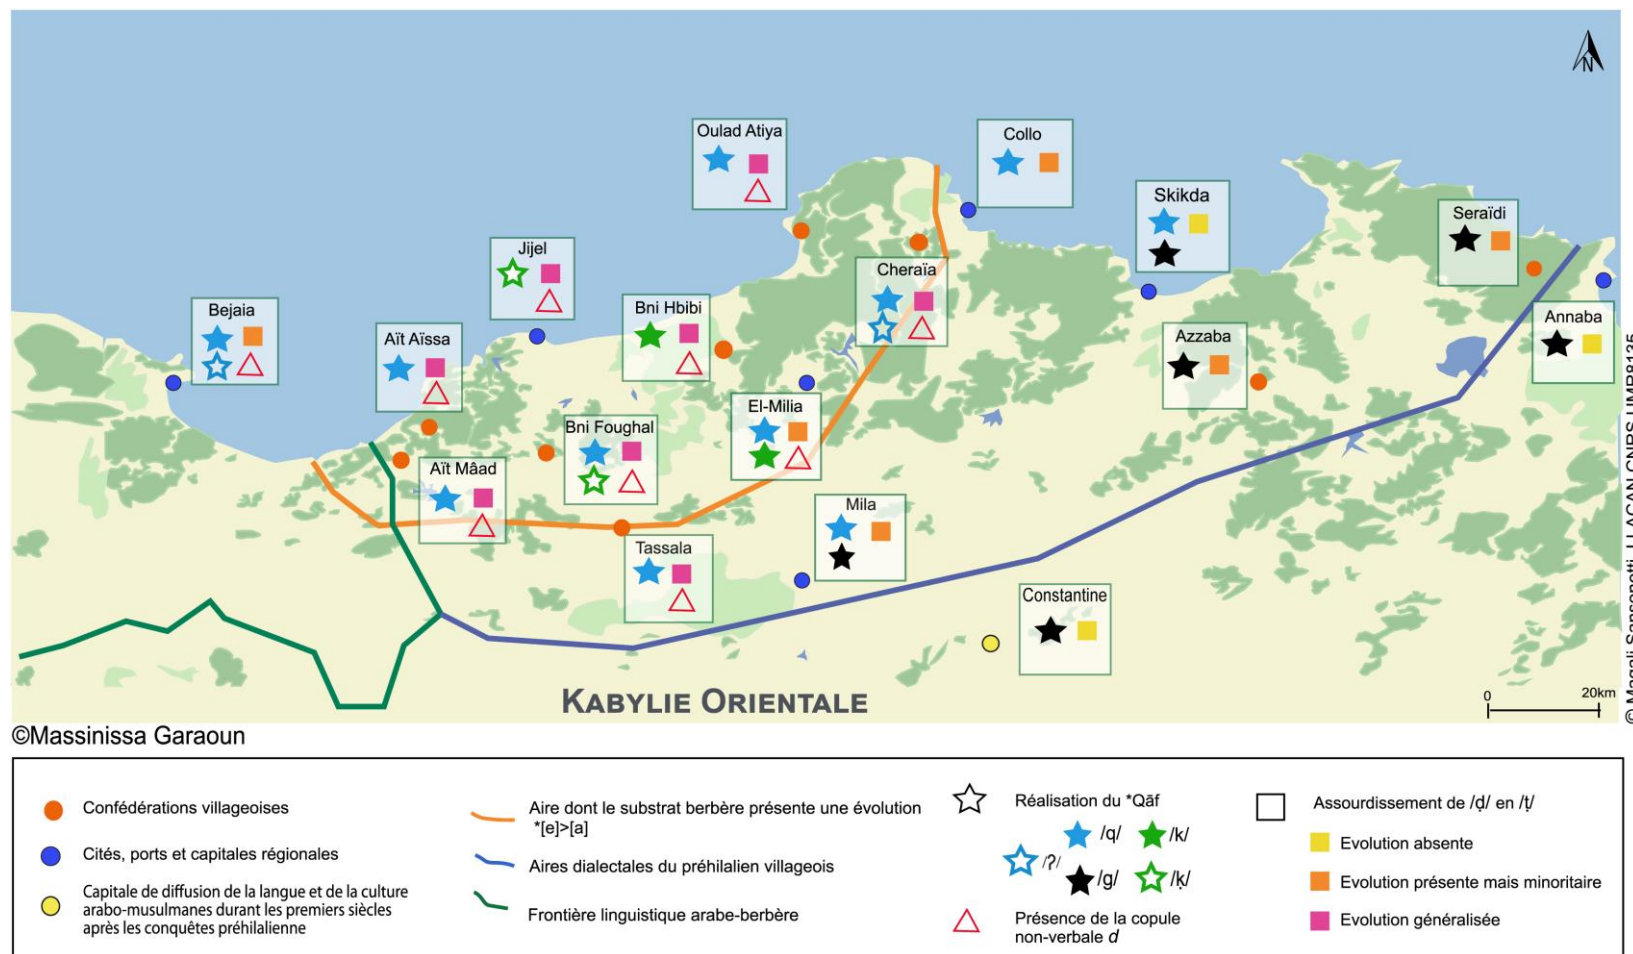 Oulad Atiya
Collo
Skikda
Seraïdi
Jijel
Cheraïa
Bejaia
Bni Hbibi
Annaba
Aït Aïssa
Azzaba
El-Milia
Bni Foughal
Aït Mâad
Mila
Tassala
Constantine
N
0 20km
KABYLIE ORIENTALE
©Massinissa Garaoun
Confédérations villageoises
Cités, ports et capitales régionales
Capitale de diffusion de la langue et de la culture
arabo-musulmanes durant les premiers siècles
après les conquêtes préhilalienne
Aire dont le substrat berbère présente une évolution
*[e]>[a]
Aires dialectales du préhilalien villageois
Frontière linguistique arabe-berbère
Réalisation du *Qāf
/q/ /k/
/ʔ/ /g/ /ḳ/
Présence de la copule
non-verbale d
Assourdissement de /ḍ/ en /ṭ/
Evolution absente
Evolution présente mais minoritaire
Evolution généralisée